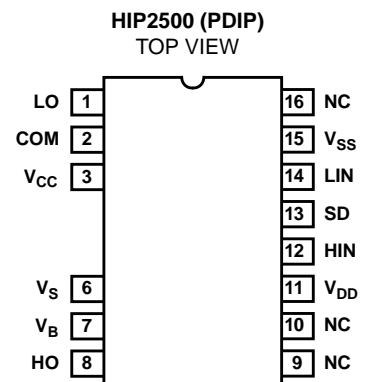 HIP2500 (PDIP)
TOP VIEW
LO 1 16 NC
COM 2 15 VSS
VCC 3 14 LIN
13 SD
12 HIN
VS 6 11 VDD
VB 7 10 NC
HO 8 9 NC